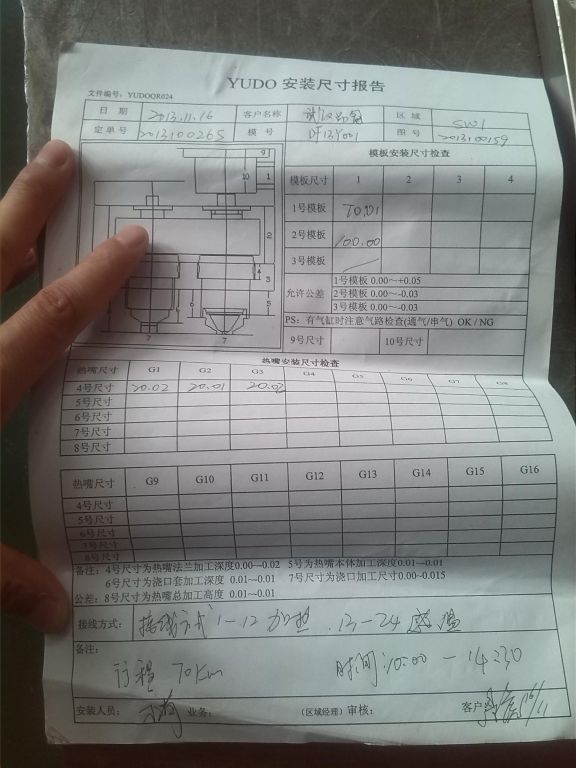 YUDO 安装尺寸报告
文件编号：YUDOQR024
日 期 2013.11.16 客户名称 区 域 SW1
定单号 2013100265 模 号 DF13Y001 图 号 2013100159
模板安装尺寸检查
模板尺寸 1 2 3 4
1号模板 70.01
2号模板 100.00
3号模板
允许公差 1号模板 0.00～+0.05
2号模板 0.00～-0.03
3号模板 0.00～-0.03
PS：有气缸时注意气路检查(通气/串气) OK / NG
9号尺寸 10号尺寸
9
10 1
2
4
3
6 5
7 7
热嘴安装尺寸检查
热嘴尺寸 G1 G2 G3 G4 G5 G6 G7 G8
4号尺寸 20.02 20.01 20.02
5号尺寸
6号尺寸
7号尺寸
8号尺寸
热嘴尺寸 G9 G10 G11 G12 G13 G14 G15 G16
4号尺寸
5号尺寸
6号尺寸
7号尺寸
8号尺寸
备注：4号尺寸为热嘴法兰加工深度0.00～0.02 5号为热嘴本体加工深度0.01～0.01
6号尺寸为浇口套加工深度 0.01～0.01 7号尺寸为浇口加工尺寸0.00-0.015
公差：8号尺寸为热嘴总加工高度 0.01～0.01
接线方式： 接线方式 1－12 加热 13－24 感温
备注：
行程 70Km 时间：10:00 － 14:30
安装人员： 业务： （区域经理）审核： 客户 16/11